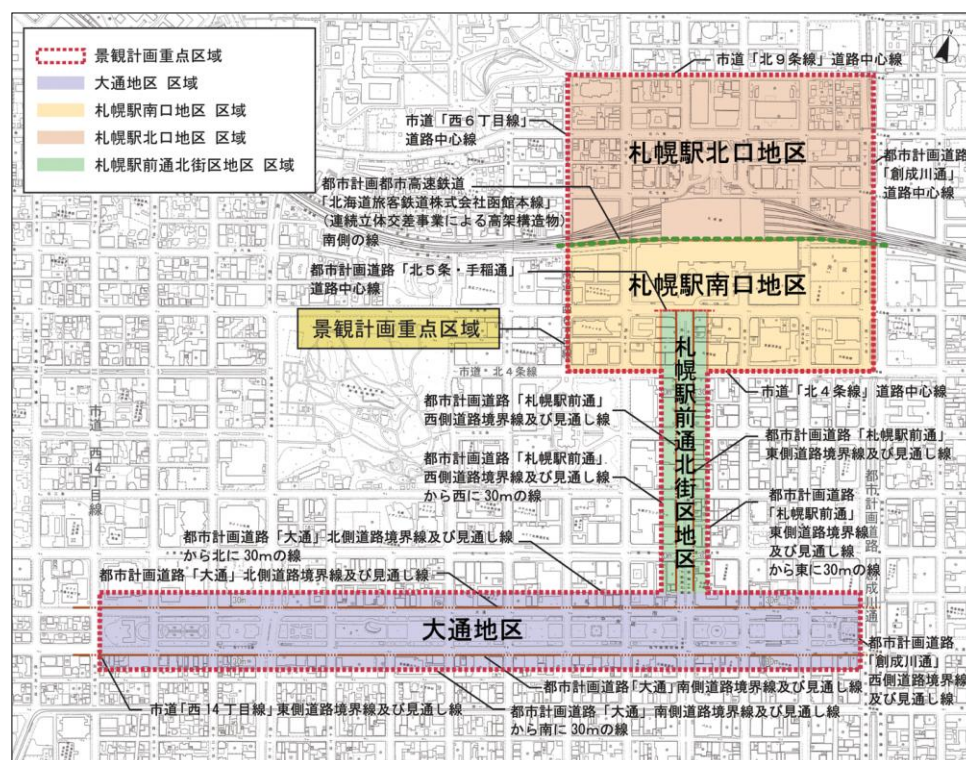 景観計画重点区域
大通地区 区域
札幌駅南口地区 区域
札幌駅北口地区 区域
札幌駅前通北街区地区 区域
市道「北9条線」道路中心線
市道「西6丁目線」
道路中心線
札幌駅北口地区
都市計画道路
「創成川通」
道路中心線
都市計画都市高速鉄道
「北海道旅客鉄道株式会社函館本線」
(連続立体交差事業による高架構造物)
南側の線
都市計画道路「北5条・手稲通」
道路中心線
札幌駅南口地区
景観計画重点区域
市道・北4条線
市道「北4条線」道路中心線
札幌駅前通北街区地区
都市計画道路「札幌駅前通」
西側道路境界線及び見通し線
都市計画道路「札幌駅前通」
東側道路境界線及び見通し線
都市計画道路「札幌駅前通」
西側道路境界線及び見通し線
から西に30mの線
都市計画道路
「札幌駅前通」
東側道路境界線
及び見通し線
から東に30mの線
市道 西14丁目線
都市計画道路 創成川通
都市計画道路「大通」北側道路境界線及び見通し線
から北に30mの線
都市計画道路「大通」北側道路境界線及び見通し線
30m
大通地区
都市計画道路
「創成川通」
西側道路境界線
及び見通し線
都市計画道路「大通」南側道路境界線及び見通し線
市道「西14丁目線」東側道路境界線及び見通し線
都市計画道路「大通」南側道路境界線及び見通し線
から南に30mの線